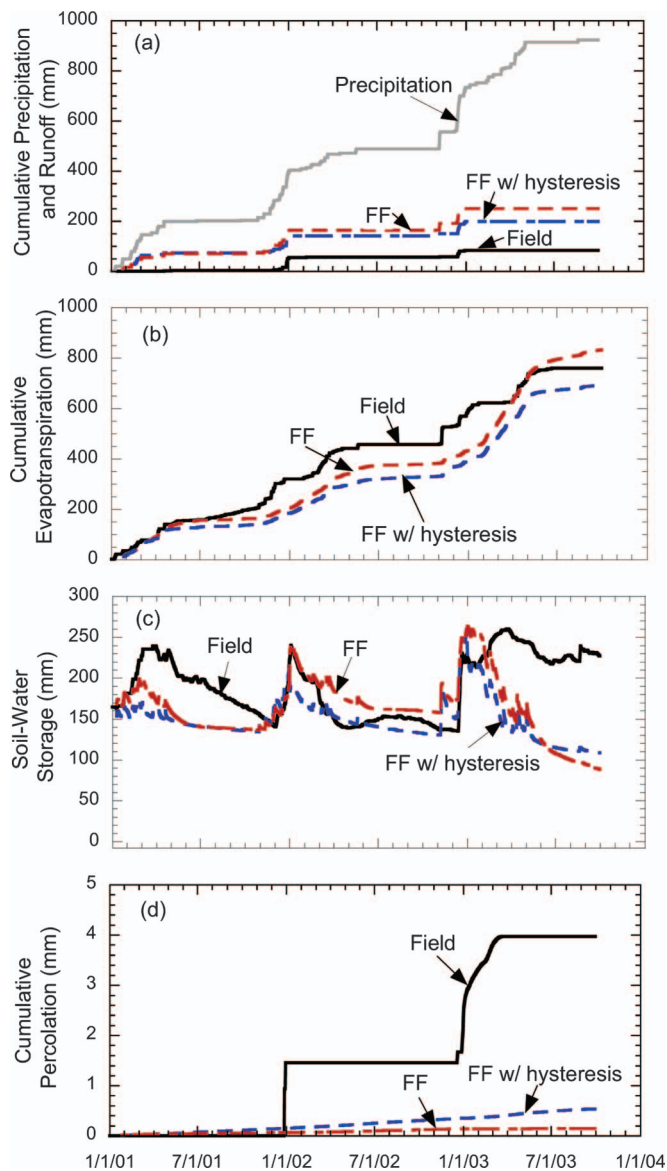 (a)
1000
800
600
400
200
0
Cumulative Precipitation
and Runoff (mm)
Precipitation
FF w/ hysteresis
FF
Field
(b)
1000
800
600
400
200
0
Cumulative
Evapotranspiration (mm)
Field
FF
FF w/ hysteresis
(c)
300
250
200
150
100
50
0
Soil-Water
Storage (mm)
Field
FF
FF w/ hysteresis
(d)
5
4
3
2
1
0
Cumulative
Percolation (mm)
Field
FF w/ hysteresis
FF
1/1/01 7/1/01 1/1/02 7/1/02 1/1/03 7/1/03 1/1/04